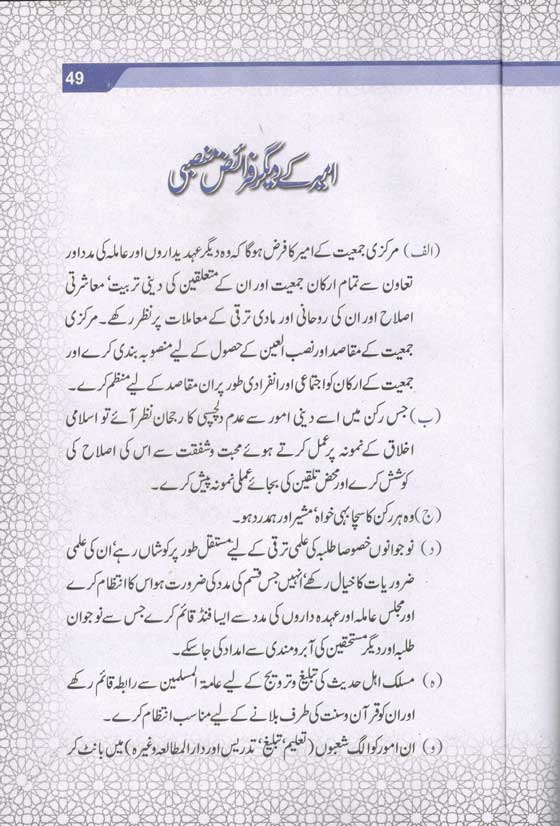 49
امیر کے دیگر فرائض منصبی
(الف) مرکزی جمعیت کے امیر کا فرض ہوگا کہ وہ دیگر عہدیداروں اور عاملہ کی مدد اور
تعاون سے تمام ارکان جمعیت اور ان کے متعلقین کی دینی تربیت' معاشرتی
اصلاح اور ان کی روحانی اور مادی ترقی کے معاملات پر نظر رکھے۔ مرکزی
جمعیت کے مقاصد اور نصب العین کے حصول کے لیے منصوبہ بندی کرے اور
جمعیت کے ارکان کو اجتماعی اور انفرادی طور پر ان مقاصد کے لیے منظم کرے۔
(ب) جس رکن میں اسے دینی امور سے عدم دلچسپی کا رجحان نظر آئے تو اسلامی
اخلاق کے نمونہ پر عمل کرتے ہوئے محبت و شفقت سے اس کی اصلاح کی
کوشش کرے اور محض تلقین کی بجائے عملی نمونہ پیش کرے۔
(ج) وہ ہر رکن کا سچا بہی خواہ' مشیر اور ہمدرد ہو۔
(د) نوجوانوں خصوصا طلبہ کی علمی ترقی کے لیے مستقل طور پر کوشاں رہے' ان کی علمی
ضروریات کا خیال رکھے' انہیں جس قسم کی مدد کی ضرورت ہو اس کا انتظام کرے
اور مجلس عاملہ اور عہدہ داروں کی مدد سے ایسا فنڈ قائم کرے جس سے نوجوان
طلبہ اور دیگر مستحقین کی آبرومندی سے امداد کی جا سکے۔
(ہ) مسلک اہل حدیث کی تبلیغ و ترویج کے لیے عامۃ المسلمین سے رابطہ قائم رکھے
اور ان کو قرآن و سنت کی طرف بلانے کے لیے مناسب انتظام کرے۔
(و) ان امور کو الگ شعبوں (تعلیم' تبلیغ' تدریس اور دار المطالعہ وغیرہ) میں بانٹ کر